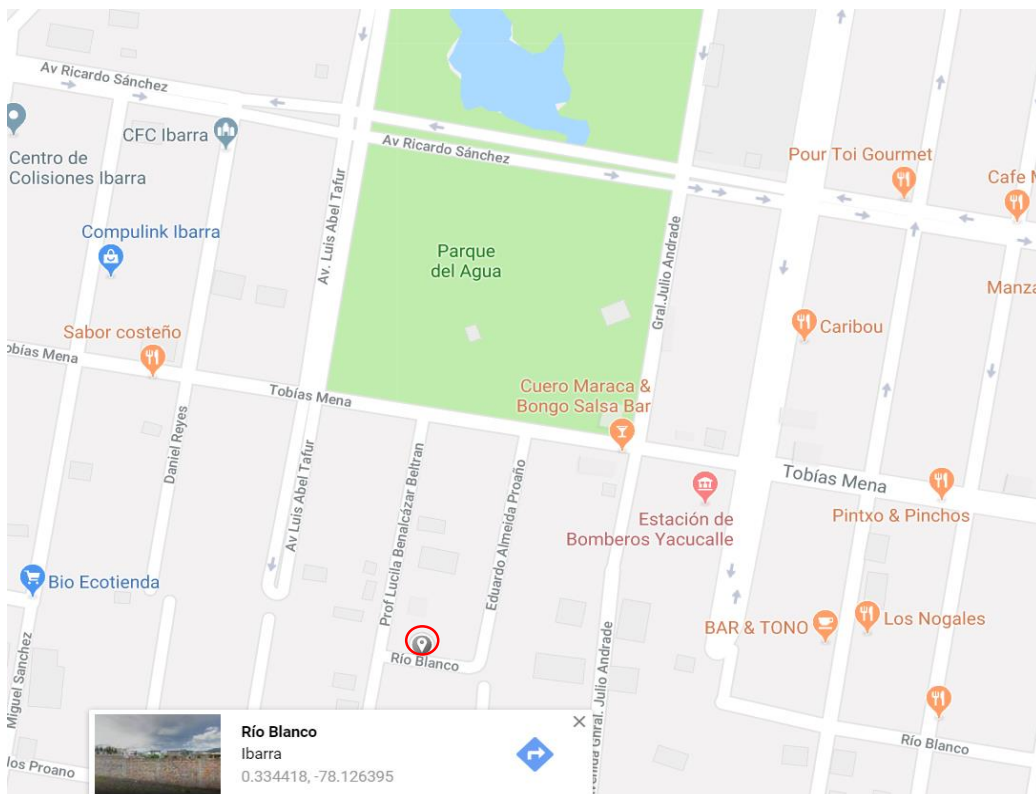 Av Ricardo Sánchez
CFC Ibarra
Centro de
Colisiones Ibarra
Av Ricardo Sánchez
Pour Toi Gourmet
Cafe M
Compulink Ibarra
Av. Luis Abel Tafur
Parque
del Agua
Gral.Julio Andrade
Manza
Sabor costeño
Caribou
obías Mena
Tobías Mena
Cuero Maraca &
Bongo Salsa Bar
Daniel Reyes
Av Luis Abel Tafur
Prof Lucila Benalcázar Beltran
Eduardo Almeida Proaño
Tobías Mena
Estación de
Bomberos Yacucalle
Pintxo & Pinchos
Bio Ecotienda
BAR & TONO
Los Nogales
Miguel Sanchez
Río Blanco
Avenida Gnral. Julio Andrade
Río Blanco
los Proano
Río Blanco
Ibarra
0.334418, -78.126395